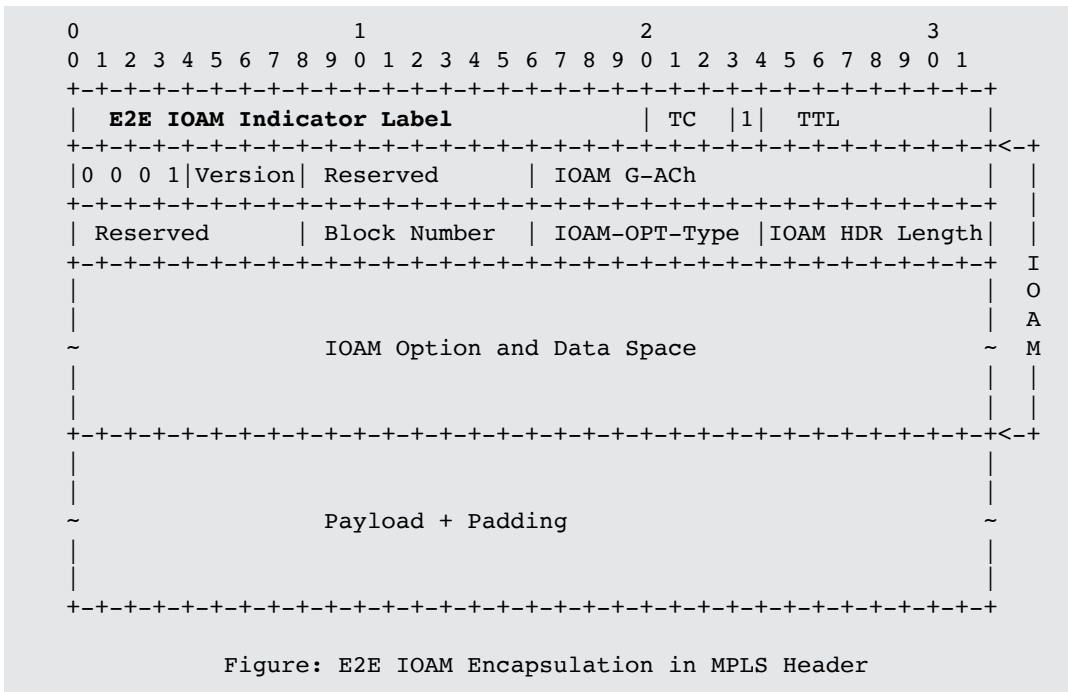 0                   1                   2                   3
0 1 2 3 4 5 6 7 8 9 0 1 2 3 4 5 6 7 8 9 0 1 2 3 4 5 6 7 8 9 0 1
+-+-+-+-+-+-+-+-+-+-+-+-+-+-+-+-+-+-+-+-+-+-+-+-+-+-+-+-+-+-+-+-+
|  E2E IOAM Indicator Label             | TC  |1|  TTL          |
+-+-+-+-+-+-+-+-+-+-+-+-+-+-+-+-+-+-+-+-+-+-+-+-+-+-+-+-+-+-+-+-+<-+
|0 0 0 1|Version| Reserved      | IOAM G-ACh                    |  |
+-+-+-+-+-+-+-+-+-+-+-+-+-+-+-+-+-+-+-+-+-+-+-+-+-+-+-+-+-+-+-+-+  |
| Reserved      | Block Number  | IOAM-OPT-Type |IOAM HDR Length|  |
+-+-+-+-+-+-+-+-+-+-+-+-+-+-+-+-+-+-+-+-+-+-+-+-+-+-+-+-+-+-+-+-+  I
|                                                               |  O
|                                                               |  A
~                 IOAM Option and Data Space                    ~  M
|                                                               |  |
|                                                               |  |
+-+-+-+-+-+-+-+-+-+-+-+-+-+-+-+-+-+-+-+-+-+-+-+-+-+-+-+-+-+-+-+-+<-+
|                                                               |
|                                                               |
~                 Payload + Padding                             ~
|                                                               |
|                                                               |
+-+-+-+-+-+-+-+-+-+-+-+-+-+-+-+-+-+-+-+-+-+-+-+-+-+-+-+-+-+-+-+-+
Figure: E2E IOAM Encapsulation in MPLS Header